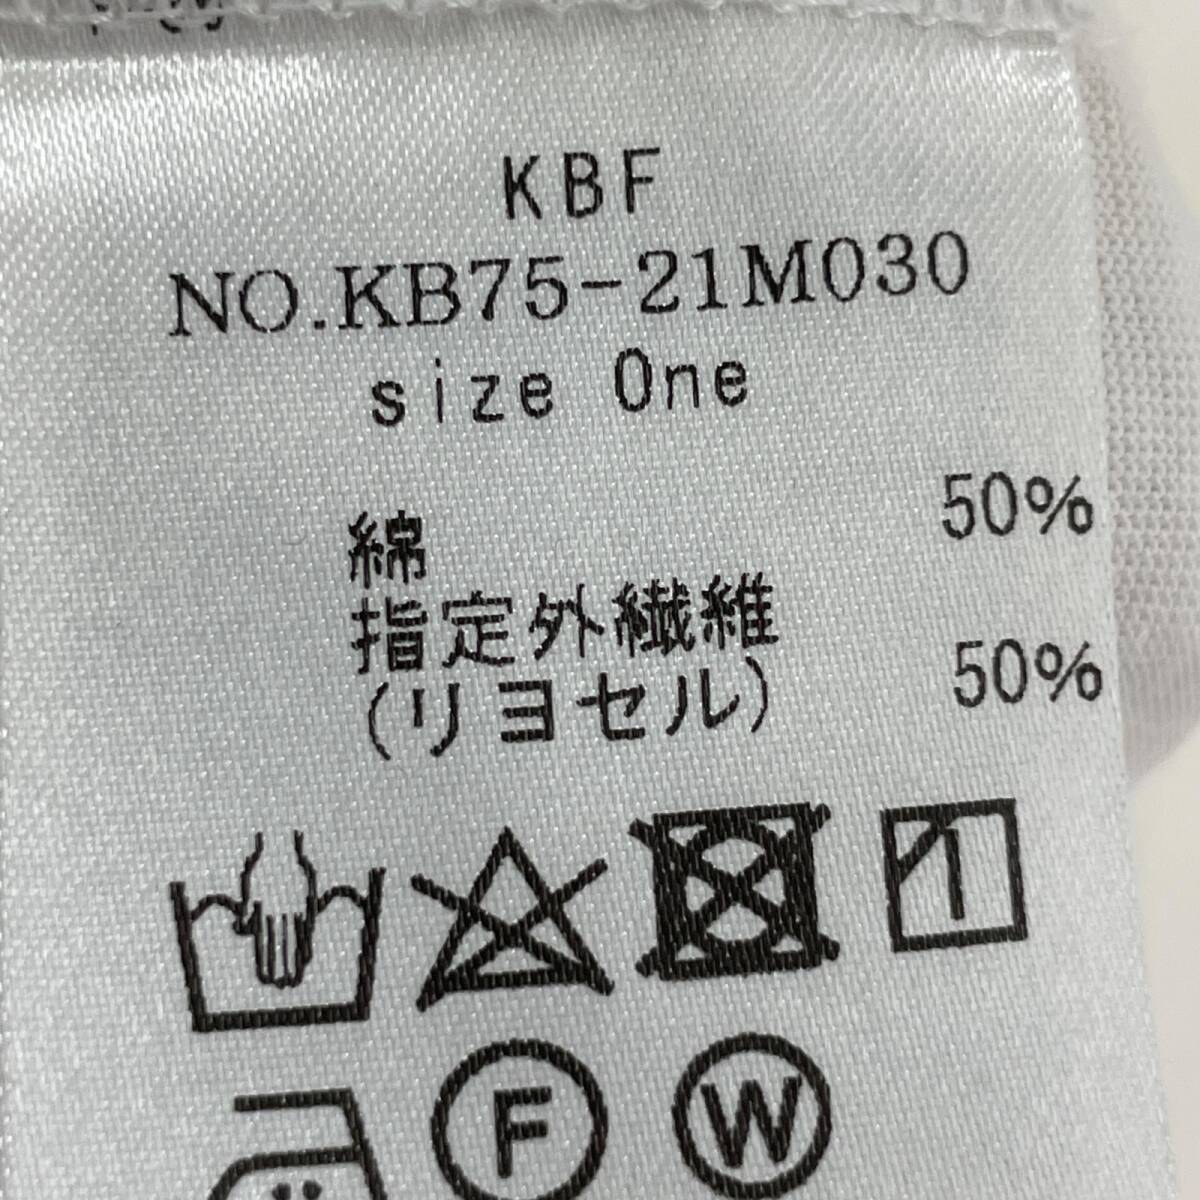 KBF
NO.KB75-21M030
size One
綿 50%
指定外繊維
(リヨセル) 50%
F W